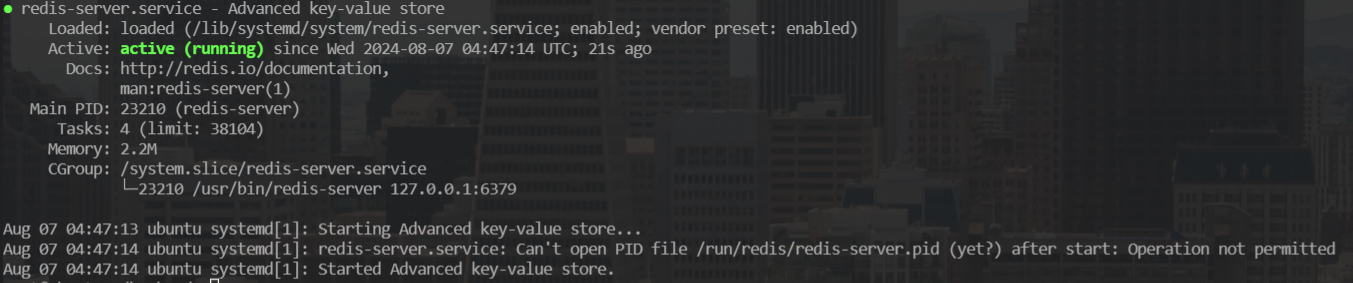 ● redis-server.service - Advanced key-value store
Loaded: loaded (/lib/systemd/system/redis-server.service; enabled; vendor preset: enabled)
Active: active (running) since Wed 2024-08-07 04:47:14 UTC; 21s ago
Docs: http://redis.io/documentation,
man:redis-server(1)
Main PID: 23210 (redis-server)
Tasks: 4 (limit: 38104)
Memory: 2.2M
CGroup: /system.slice/redis-server.service
└─23210 /usr/bin/redis-server 127.0.0.1:6379
Aug 07 04:47:13 ubuntu systemd[1]: Starting Advanced key-value store...
Aug 07 04:47:14 ubuntu systemd[1]: redis-server.service: Can't open PID file /run/redis/redis-server.pid (yet?) after start: Operation not permitted
Aug 07 04:47:14 ubuntu systemd[1]: Started Advanced key-value store.